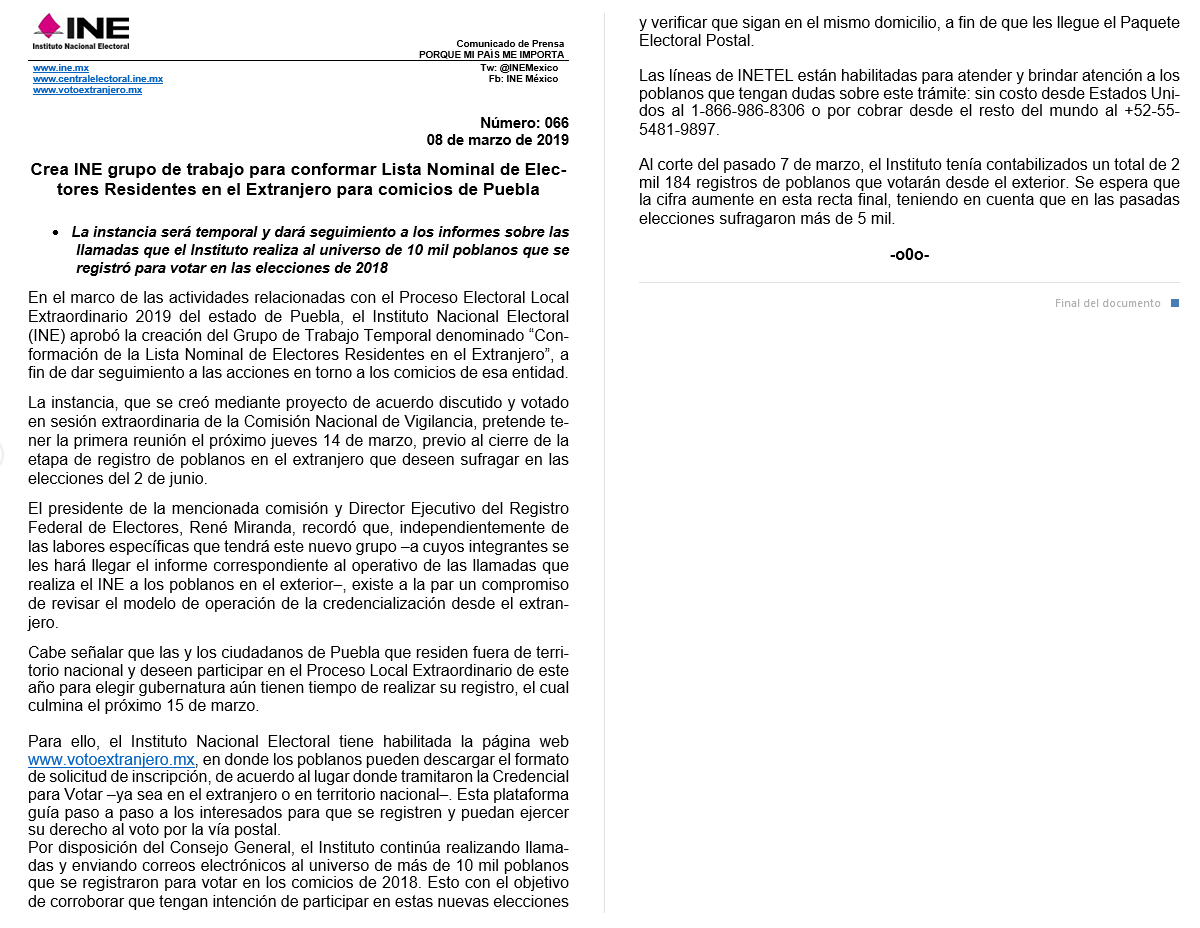 INE
Instituto Nacional Electoral
Comunicado de Prensa
PORQUE MI PAÍS ME IMPORTA
www.ine.mx
www.centralelectoral.ine.mx
www.votoextranjero.mx
Tw: @INEMexico
Fb: INE México
Número: 066
08 de marzo de 2019
Crea INE grupo de trabajo para conformar Lista Nominal de Elec-
tores Residentes en el Extranjero para comicios de Puebla
• La instancia será temporal y dará seguimiento a los informes sobre las
llamadas que el Instituto realiza al universo de 10 mil poblanos que se
registró para votar en las elecciones de 2018
En el marco de las actividades relacionadas con el Proceso Electoral Local
Extraordinario 2019 del estado de Puebla, el Instituto Nacional Electoral
(INE) aprobó la creación del Grupo de Trabajo Temporal denominado “Con-
formación de la Lista Nominal de Electores Residentes en el Extranjero”, a
fin de dar seguimiento a las acciones en torno a los comicios de esa entidad.
La instancia, que se creó mediante proyecto de acuerdo discutido y votado
en sesión extraordinaria de la Comisión Nacional de Vigilancia, pretende te-
ner la primera reunión el próximo jueves 14 de marzo, previo al cierre de la
etapa de registro de poblanos en el extranjero que deseen sufragar en las
elecciones del 2 de junio.
El presidente de la mencionada comisión y Director Ejecutivo del Registro
Federal de Electores, René Miranda, recordó que, independientemente de
las labores específicas que tendrá este nuevo grupo –a cuyos integrantes se
les hará llegar el informe correspondiente al operativo de las llamadas que
realiza el INE a los poblanos en el exterior–, existe a la par un compromiso
de revisar el modelo de operación de la credencialización desde el extran-
jero.
Cabe señalar que las y los ciudadanos de Puebla que residen fuera de terri-
torio nacional y deseen participar en el Proceso Local Extraordinario de este
año para elegir gubernatura aún tienen tiempo de realizar su registro, el cual
culmina el próximo 15 de marzo.
Para ello, el Instituto Nacional Electoral tiene habilitada la página web
www.votoextranjero.mx, en donde los poblanos pueden descargar el formato
de solicitud de inscripción, de acuerdo al lugar donde tramitaron la Credencial
para Votar –ya sea en el extranjero o en territorio nacional–. Esta plataforma
guía paso a paso a los interesados para que se registren y puedan ejercer
su derecho al voto por la vía postal.
Por disposición del Consejo General, el Instituto continúa realizando llama-
das y enviando correos electrónicos al universo de más de 10 mil poblanos
que se registraron para votar en los comicios de 2018. Esto con el objetivo
de corroborar que tengan intención de participar en estas nuevas elecciones
y verificar que sigan en el mismo domicilio, a fin de que les llegue el Paquete
Electoral Postal.
Las líneas de INETEL están habilitadas para atender y brindar atención a los
poblanos que tengan dudas sobre este trámite: sin costo desde Estados Uni-
dos al 1-866-986-8306 o por cobrar desde el resto del mundo al +52-55-
5481-9897.
Al corte del pasado 7 de marzo, el Instituto tenía contabilizados un total de 2
mil 184 registros de poblanos que votarán desde el exterior. Se espera que
la cifra aumente en esta recta final, teniendo en cuenta que en las pasadas
elecciones sufragaron más de 5 mil.
-o0o-
Final del documento